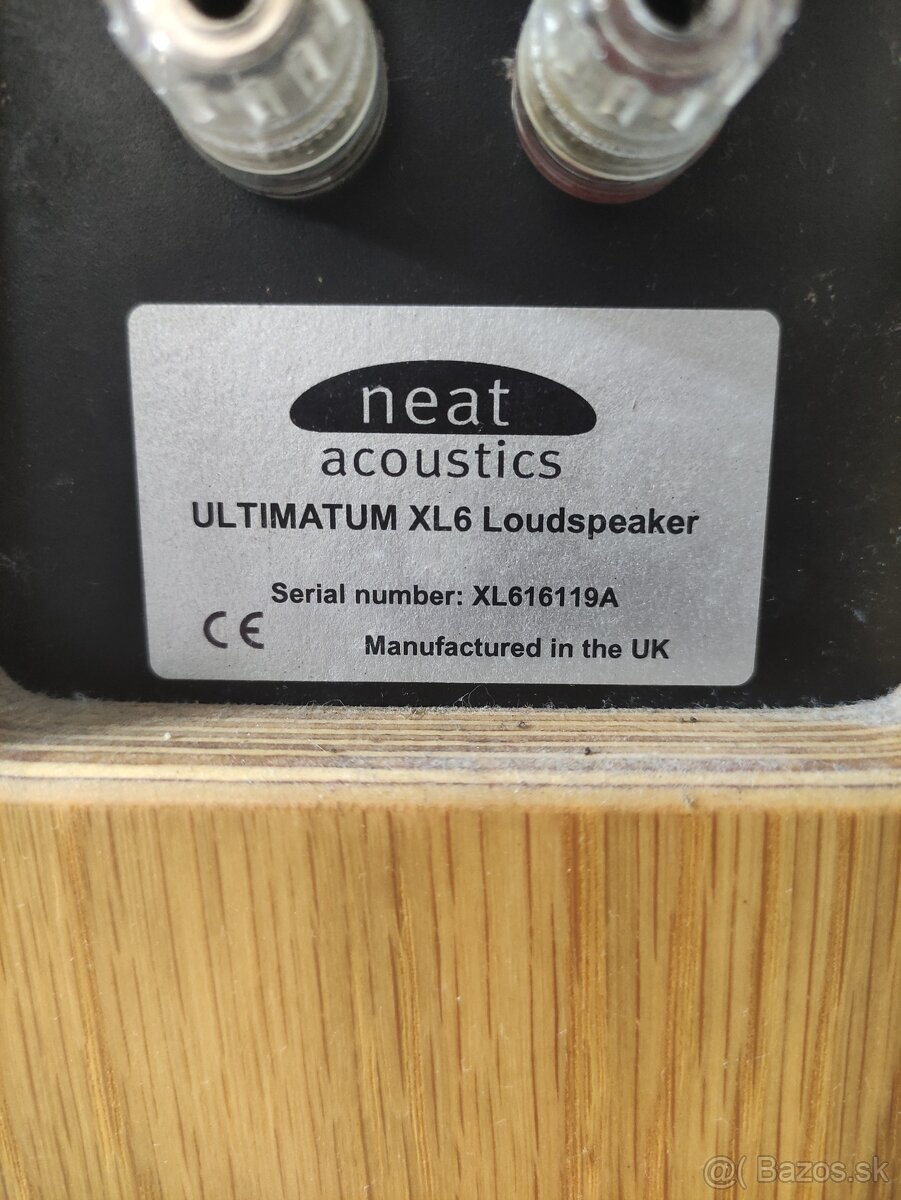 neat
acoustics
ULTIMATUM XL6 Loudspeaker
Serial number: XL616119A
CE
Manufactured in the UK
@( Bazos.sk